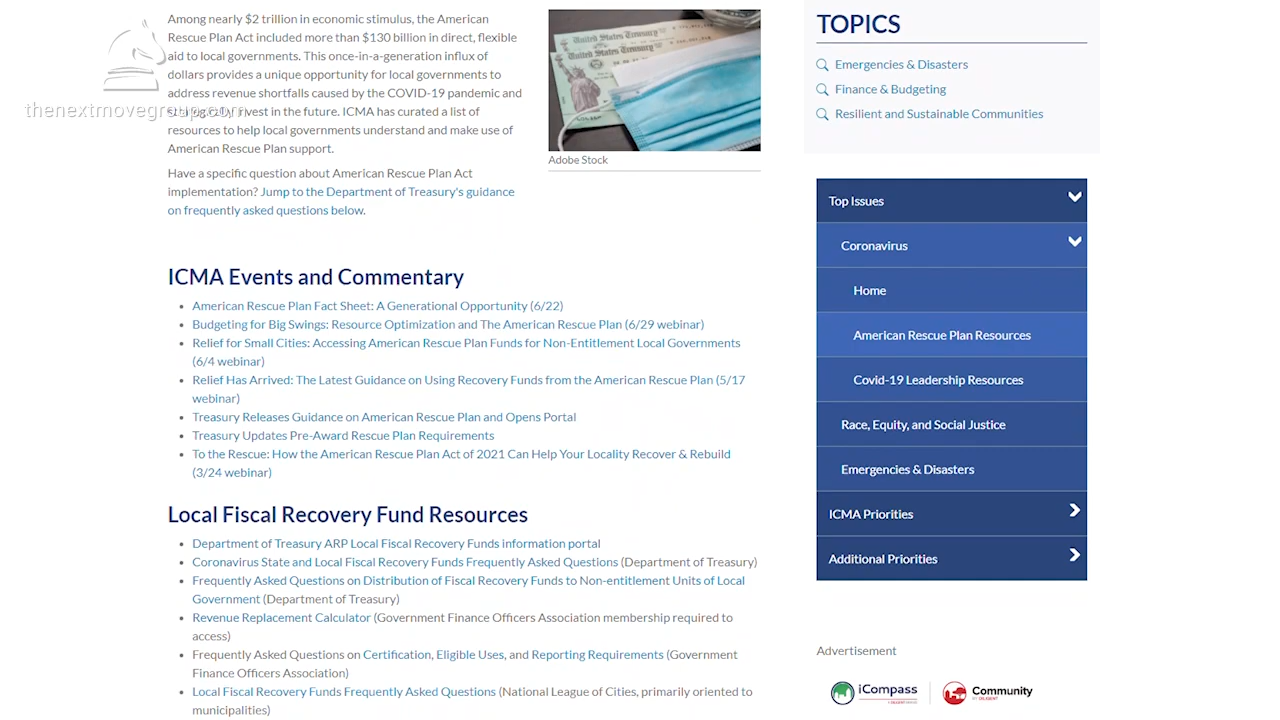 Among nearly $2 trillion in economic stimulus, the American
Rescue Plan Act included more than $130 billion in direct, flexible
aid to local governments. This once-in-a-generation influx of
dollars provides a unique opportunity for local governments to
address revenue shortfalls caused by the COVID-19 pandemic and
invest in the future. ICMA has curated a list of
resources to help local governments understand and make use of
American Rescue Plan support.
thenextmovegroup.com
Have a specific question about American Rescue Plan Act
implementation? Jump to the Department of Treasury's guidance
on frequently asked questions below.
United States Treasury
United States Treasury
Adobe Stock
ICMA Events and Commentary
American Rescue Plan Fact Sheet: A Generational Opportunity (6/22)
Budgeting for Big Swings: Resource Optimization and The American Rescue Plan (6/29 webinar)
Relief for Small Cities: Accessing American Rescue Plan Funds for Non-Entitlement Local Governments
(6/4 webinar)
Relief Has Arrived: The Latest Guidance on Using Recovery Funds from the American Rescue Plan (5/17
webinar)
Treasury Releases Guidance on American Rescue Plan and Opens Portal
Treasury Updates Pre-Award Rescue Plan Requirements
To the Rescue: How the American Rescue Plan Act of 2021 Can Help Your Locality Recover & Rebuild
(3/24 webinar)
Local Fiscal Recovery Fund Resources
Department of Treasury ARP Local Fiscal Recovery Funds information portal
Coronavirus State and Local Fiscal Recovery Funds Frequently Asked Questions (Department of Treasury)
Frequently Asked Questions on Distribution of Fiscal Recovery Funds to Non-entitlement Units of Local
Government (Department of Treasury)
Revenue Replacement Calculator (Government Finance Officers Association membership required to
access)
Frequently Asked Questions on Certification, Eligible Uses, and Reporting Requirements (Government
Finance Officers Association)
Local Fiscal Recovery Funds Frequently Asked Questions (National League of Cities, primarily oriented to
municipalities)
TOPICS
Emergencies & Disasters
Finance & Budgeting
Resilient and Sustainable Communities
Top Issues
Coronavirus
Home
American Rescue Plan Resources
Covid-19 Leadership Resources
Race, Equity, and Social Justice
Emergencies & Disasters
ICMA Priorities
Additional Priorities
Advertisement
iCompass
Community